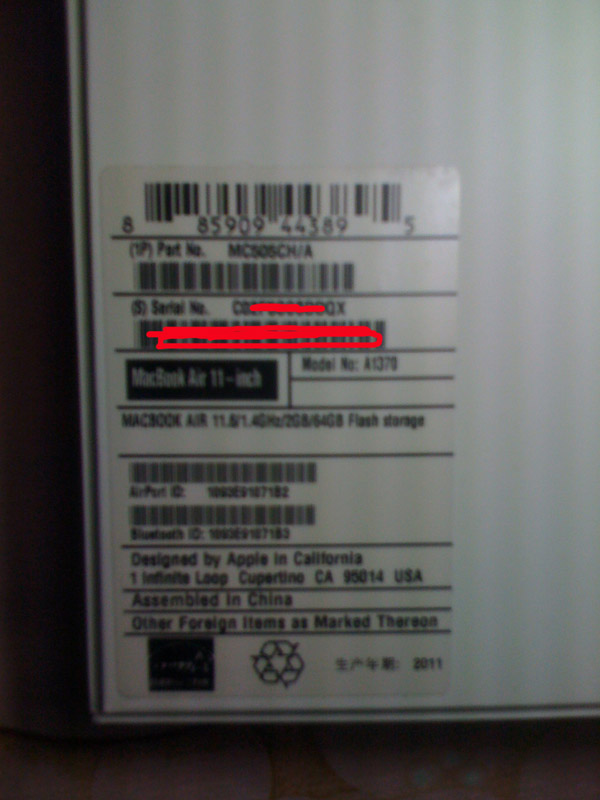 8 85909 44389 5
(1P) Part No. MC505CH/A
(S) Serial No.
Model No: A1370
MacBook Air 11-inch
MACBOOK AIR 11.6/1.4GHz/2GB/64GB Flash storage
AirPort ID: 1093E91071B2
Bluetooth ID: 1093E91071B3
Designed by Apple in California
1 Infinite Loop Cupertino CA 95014 USA
Assembled in China
Other Foreign Items as Marked Thereon
生产年期: 2011